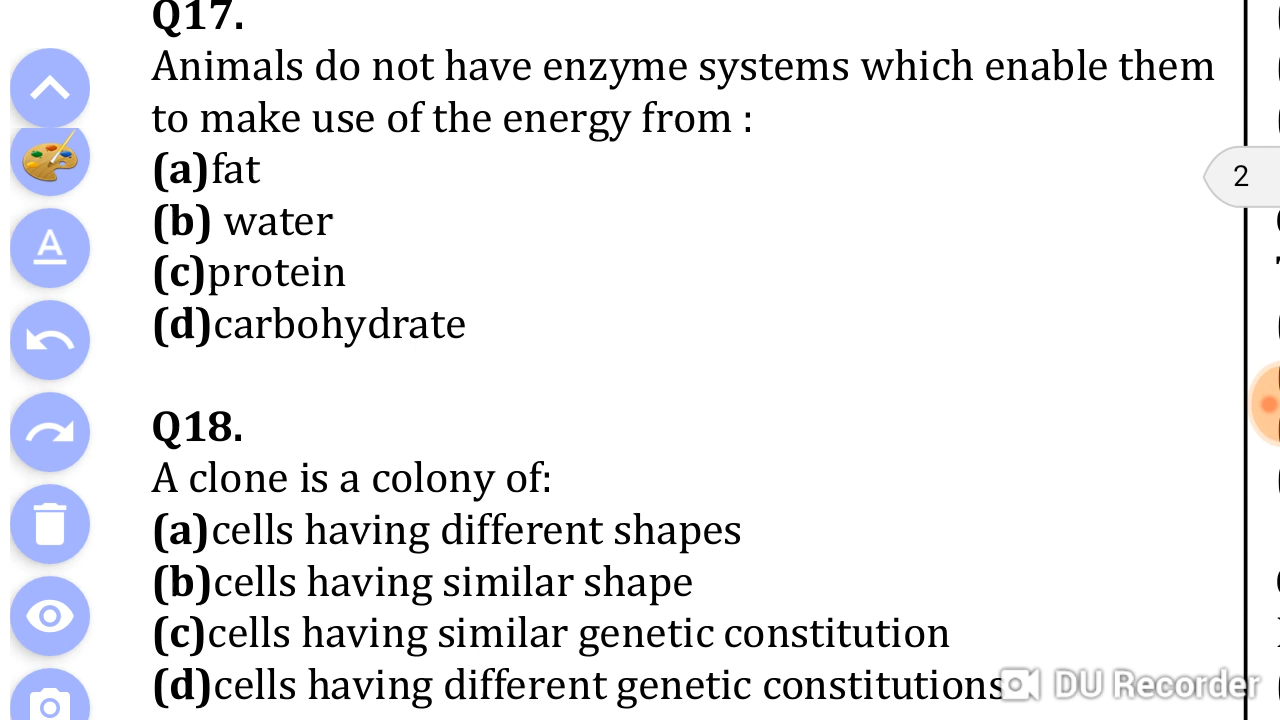 Q17.
Animals do not have enzyme systems which enable them
to make use of the energy from :
(a)fat
(b) water
(c)protein
(d)carbohydrate
2
A
Q18.
A clone is a colony of:
(a)cells having different shapes
(b)cells having similar shape
(c)cells having similar genetic constitution
(d)cells having different genetic constitutions
DU Recorder